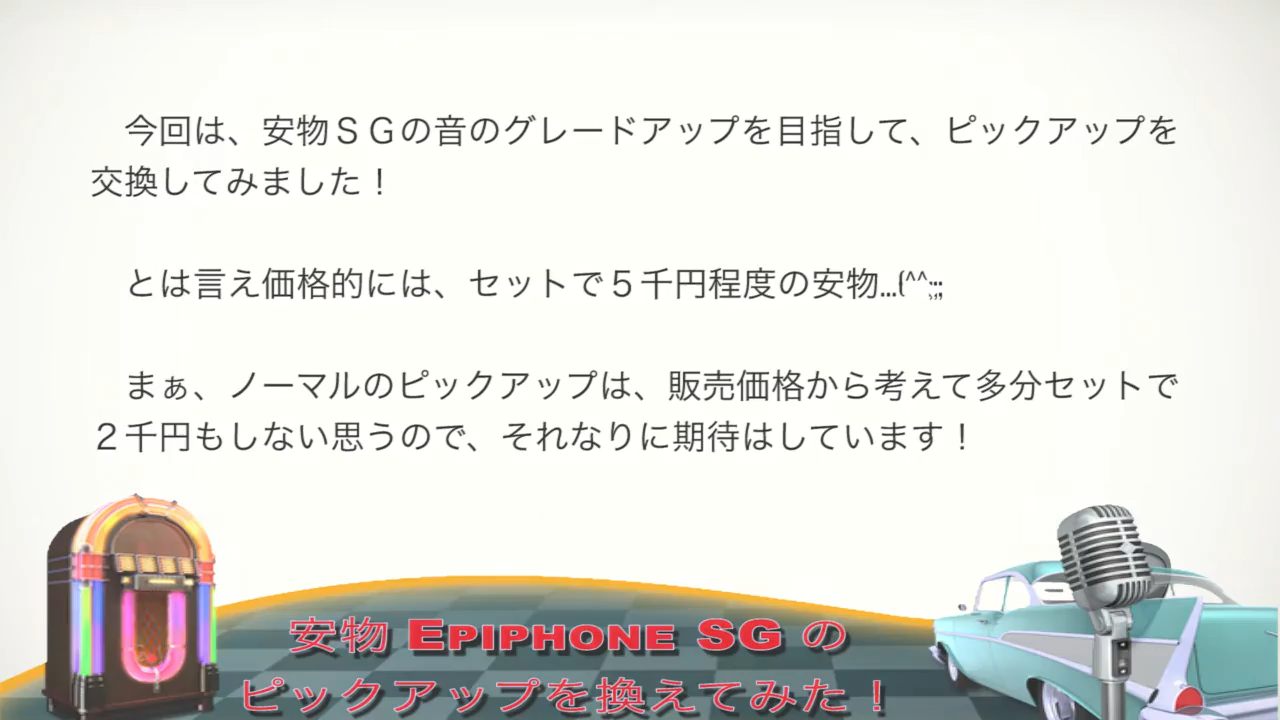 今回は、安物ＳＧの音のグレードアップを目指して、ピックアップを
交換してみました！
とは言え価格的には、セットで５千円程度の安物...(^^;;;
まぁ、ノーマルのピックアップは、販売価格から考えて多分セットで
２千円もしない思うので、それなりに期待はしています！
安物 EPIPHONE SG の
ピックアップを換えてみた！